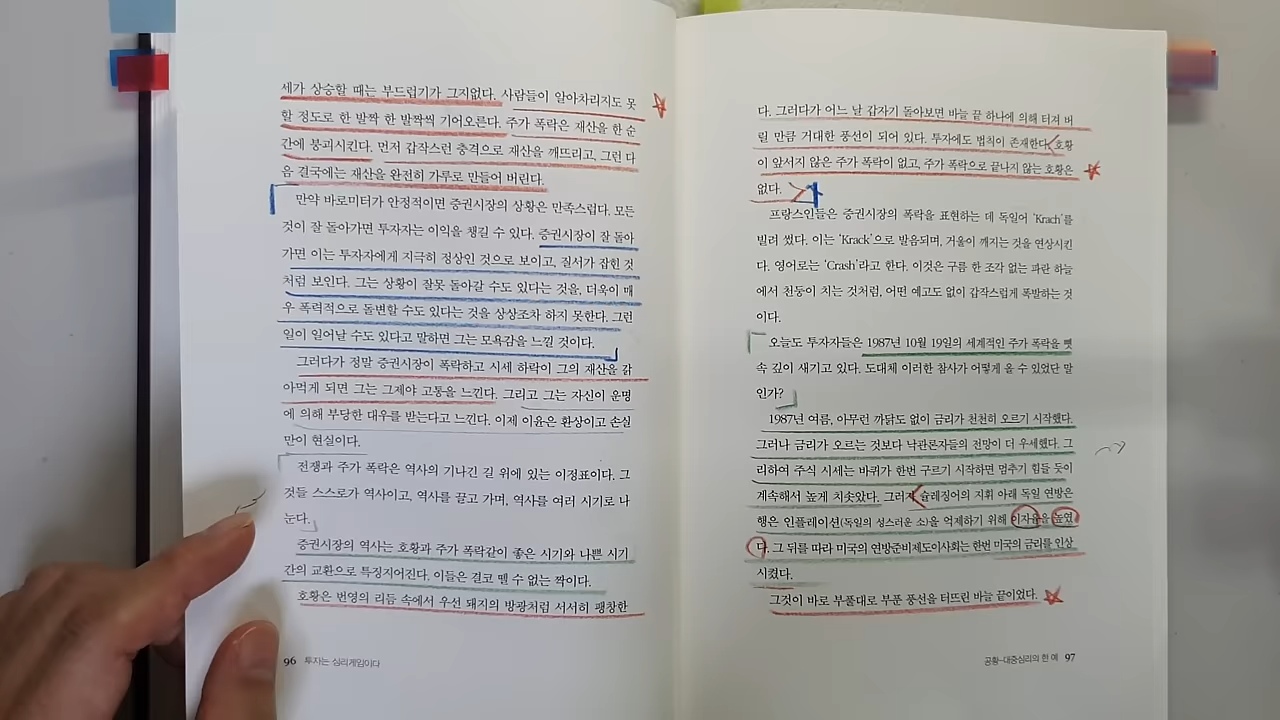 세가 상승할 때는 부드럽기가 그지없다. 사람들이 알아차리지도 못
할 정도로 한 발짝 한 발짝씩 기어오른다. 주가 폭락은 재산을 한 순
간에 붕괴시킨다. 먼저 갑작스런 충격으로 재산을 깨뜨리고, 그런 다
음 결국에는 재산을 완전히 가루로 만들어 버린다.
만약 바로미터가 안정적이면 증권시장의 상황은 만족스럽다. 모든
것이 잘 돌아가면 투자자는 이익을 챙길 수 있다. 증권시장이 잘 돌아
가면 이는 투자자에게 지극히 정상인 것으로 보이고, 질서가 잡힌 것
처럼 보인다. 그는 상황이 잘못 돌아갈 수도 있다는 것을, 더욱이 매
우 폭력적으로 돌변할 수도 있다는 것을 상상조차 하지 못한다. 그런
일이 일어날 수도 있다고 말하면 그는 모욕감을 느낄 것이다.
그러다가 정말 증권시장이 폭락하고 시세 하락이 그의 재산을 갉
아먹게 되면 그는 그제야 고통을 느낀다. 그리고 그는 자신이 운명
에 의해 부당한 대우를 받는다고 느낀다. 이제 이윤은 환상이고 손실
만이 현실이다.
전쟁과 주가 폭락은 역사의 기나긴 길 위에 있는 이정표이다. 그
것들 스스로가 역사이고, 역사를 끌고 가며, 역사를 여러 시기로 나
눈다.
증권시장의 역사는 호황과 주가 폭락같이 좋은 시기와 나쁜 시기
간의 교환으로 특징지어진다. 이들은 결코 뗄 수 없는 짝이다.
호황은 번영의 리듬 속에서 우선 돼지의 방광처럼 서서히 팽창한
96 투자는 심리게임이다
다. 그러다가 어느 날 갑자기 돌아보면 바늘 끝 하나에 의해 터져 버
릴 만큼 거대한 풍선이 되어 있다. 투자에도 법칙이 존재한다. 호황
이 앞서지 않은 주가 폭락이 없고, 주가 폭락으로 끝나지 않는 호황은
없다.
프랑스인들은 증권시장의 폭락을 표현하는 데 독일어 'Krach'를
빌려 썼다. 이는 'Krack'으로 발음되며, 거울이 깨지는 것을 연상시킨
다. 영어로는 'Crash'라고 한다. 이것은 구름 한 조각 없는 파란 하늘
에서 천둥이 치는 것처럼, 어떤 예고도 없이 갑작스럽게 폭발하는 것
이다.
오늘도 투자자들은 1987년 10월 19일의 세계적인 주가 폭락을 뼛
속 깊이 새기고 있다. 도대체 이러한 참사가 어떻게 올 수 있었단 말
인가?
1987년 여름, 아무런 까닭도 없이 금리가 천천히 오르기 시작했다.
그러나 금리가 오르는 것보다 낙관론자들의 전망이 더 우세했다. 그
리하여 주식 시세는 바퀴가 한번 구르기 시작하면 멈추기 힘들 듯이
계속해서 높게 치솟았다. 그러자 슐레징어의 지휘 아래 독일 연방은
행은 인플레이션(독일의 성스러운 소)을 억제하기 위해 이자율을 높였
다. 그 뒤를 따라 미국의 연방준비제도이사회는 한번 미국의 금리를 인상
시켰다.
그것이 바로 부풀대로 부푼 풍선을 터뜨린 바늘 끝이었다.
공황-대중심리의 한 예 97